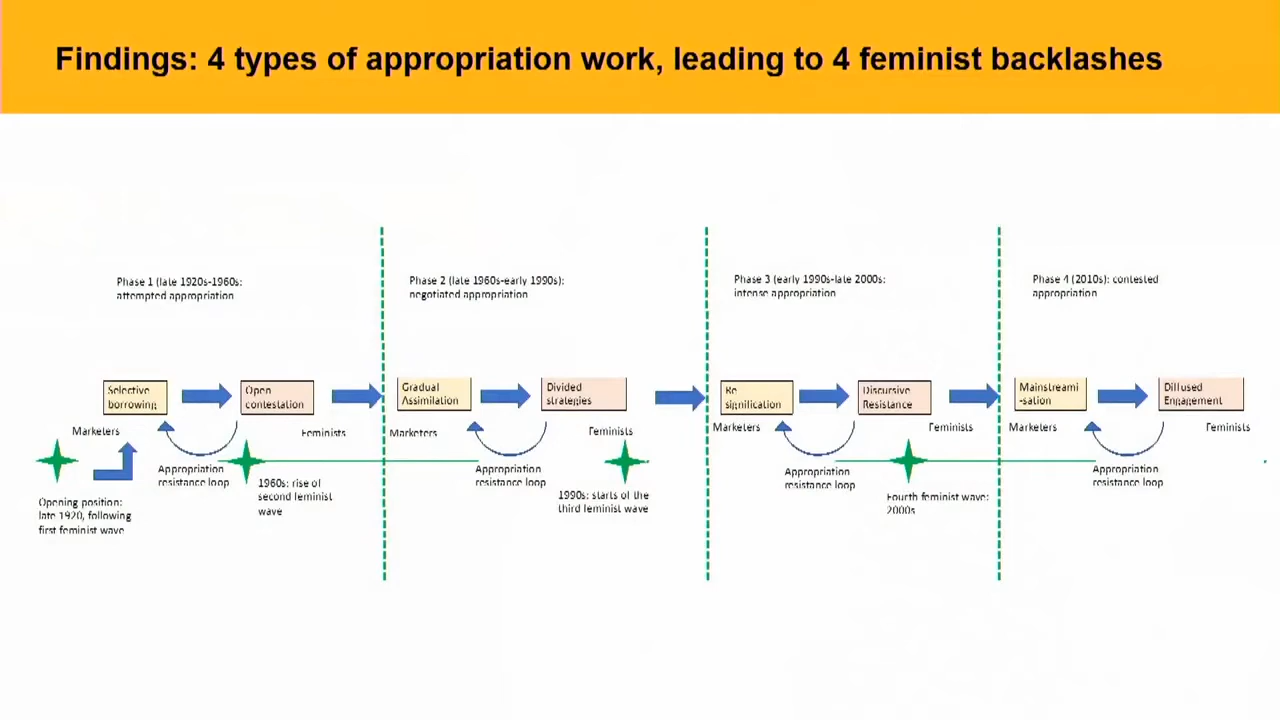 Findings: 4 types of appropriation work, leading to 4 feminist backlashes
Phase 1 (late 1920s-1960s:
attempted appropriation
Selective
borrowing
Open
contestation
Marketers
Feminists
Appropriation
resistance loop
Opening position:
late 1920, following
first feminist wave
1960s: rise of
second feminist
wave
Phase 2 (late 1960s-early 1990s):
negotiated appropriation
Gradual
Assimilation
Divided
strategies
Marketers
Feminists
Appropriation
resistance loop
1990s: starts of the
third feminist wave
Phase 3 (early 1990s-late 2000s:
intense appropriation
Re
signification
Discursive
Resistance
Marketers
Feminists
Appropriation
resistance loop
Fourth feminist wave:
2000s
Phase 4 (2010s): contested
appropriation
Mainstreami
-sation
Diffused
Engagement
Marketers
Feminists
Appropriation
resistance loop